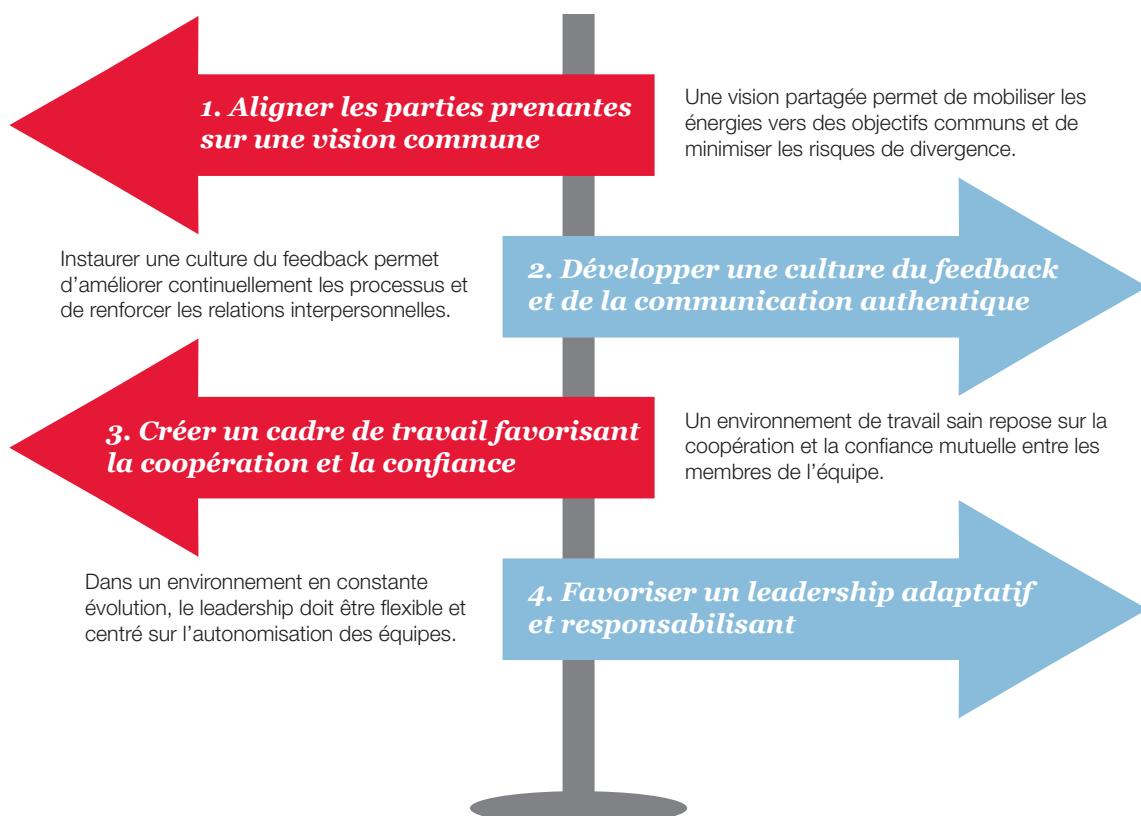 1. Aligner les parties prenantes
sur une vision commune
Une vision partagée permet de mobiliser les
énergies vers des objectifs communs et de
minimiser les risques de divergence.
2. Développer une culture du feedback
et de la communication authentique
Instaurer une culture du feedback permet
d’améliorer continuellement les processus et
de renforcer les relations interpersonnelles.
3. Créer un cadre de travail favorisant
la coopération et la confiance
Un environnement de travail sain repose sur la
coopération et la confiance mutuelle entre les
membres de l’équipe.
4. Favoriser un leadership adaptatif
et responsabilisant
Dans un environnement en constante
évolution, le leadership doit être flexible et
centré sur l’autonomisation des équipes.